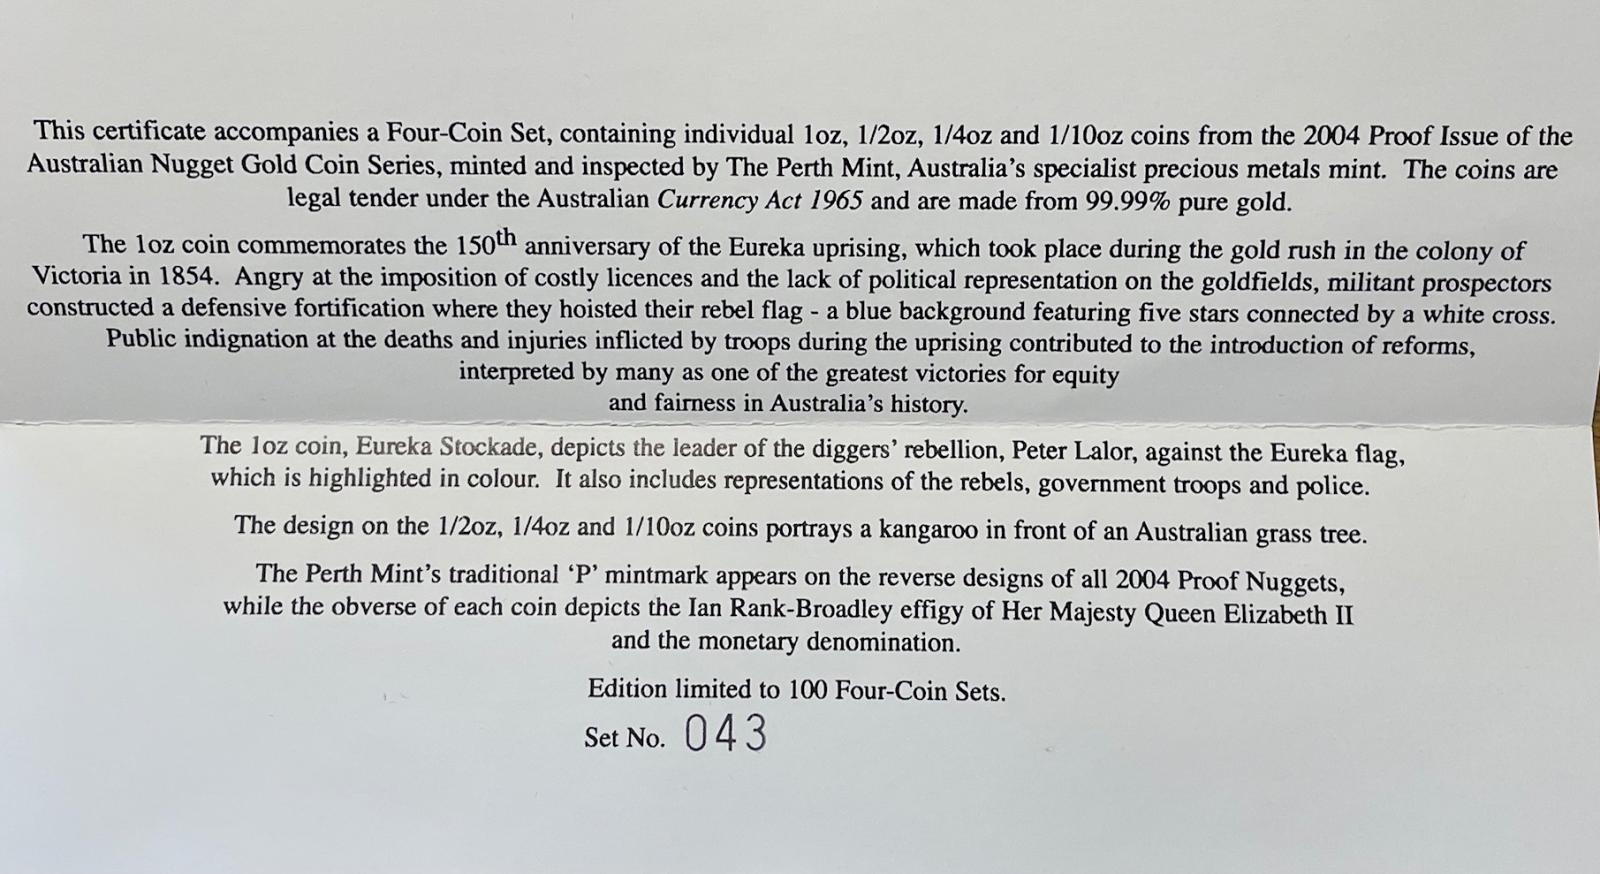 This certificate accompanies a Four-Coin Set, containing individual 1oz, 1/2oz, 1/4oz and 1/10oz coins from the 2004 Proof Issue of the
Australian Nugget Gold Coin Series, minted and inspected by The Perth Mint, Australia's specialist precious metals mint. The coins are
legal tender under the Australian Currency Act 1965 and are made from 99.99% pure gold.
The 1oz coin commemorates the 150th anniversary of the Eureka uprising, which took place during the gold rush in the colony of
Victoria in 1854. Angry at the imposition of costly licences and the lack of political representation on the goldfields, militant prospectors
constructed a defensive fortification where they hoisted their rebel flag - a blue background featuring five stars connected by a white cross.
Public indignation at the deaths and injuries inflicted by troops during the uprising contributed to the introduction of reforms,
interpreted by many as one of the greatest victories for equity
and fairness in Australia's history.
The 1oz coin, Eureka Stockade, depicts the leader of the diggers' rebellion, Peter Lalor, against the Eureka flag,
which is highlighted in colour. It also includes representations of the rebels, government troops and police.
The design on the 1/2oz, 1/4oz and 1/10oz coins portrays a kangaroo in front of an Australian grass tree.
The Perth Mint's traditional 'P' mintmark appears on the reverse designs of all 2004 Proof Nuggets,
while the obverse of each coin depicts the Ian Rank-Broadley effigy of Her Majesty Queen Elizabeth II
and the monetary denomination.
Edition limited to 100 Four-Coin Sets.
Set No. 043